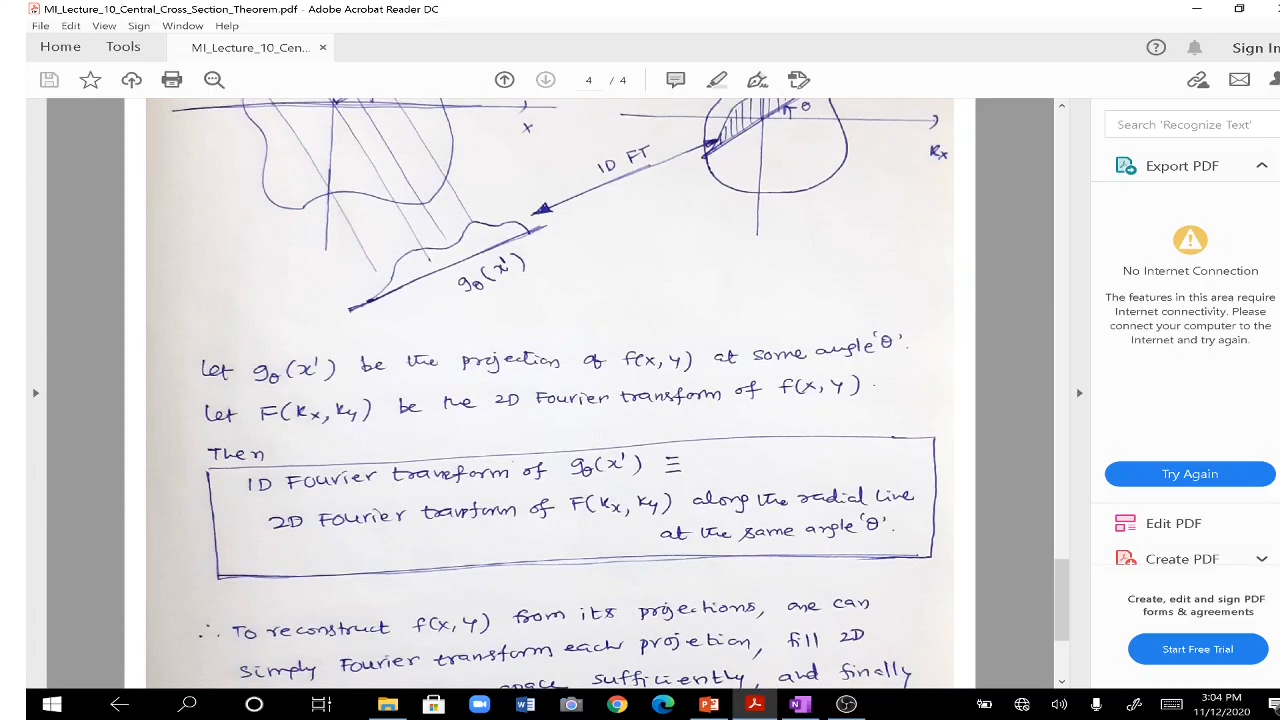 MI_Lecture_10_Central_Cross_Section_Theorem.pdf - Adobe Acrobat Reader DC
File Edit View Sign Window Help
Home Tools MI_Lecture_10_Cen... × Sign In
4 / 4
Search 'Recognize Text'
x
1D FT
θ
kx
gθ(x')
Export PDF
No Internet Connection
The features in this area require
Internet connectivity. Please
connect your computer to the
Internet and try again.
Try Again
Let gθ(x') be the projection of f(x,y) at some angle 'θ'.
Let F(kx, ky) be the 2D Fourier transform of f(x,y).
Then
1D Fourier transform of gθ(x') ≡
2D Fourier transform of F(kx, ky) along the radial line
at the same angle 'θ'.
∴ To reconstruct f(x,y) from its projections, one can
simply Fourier transform each projection, fill 2D
space sufficiently, and finally
Edit PDF
Create PDF
Create, edit and sign PDF
forms & agreements
Start Free Trial
3:04 PM
11/12/2020